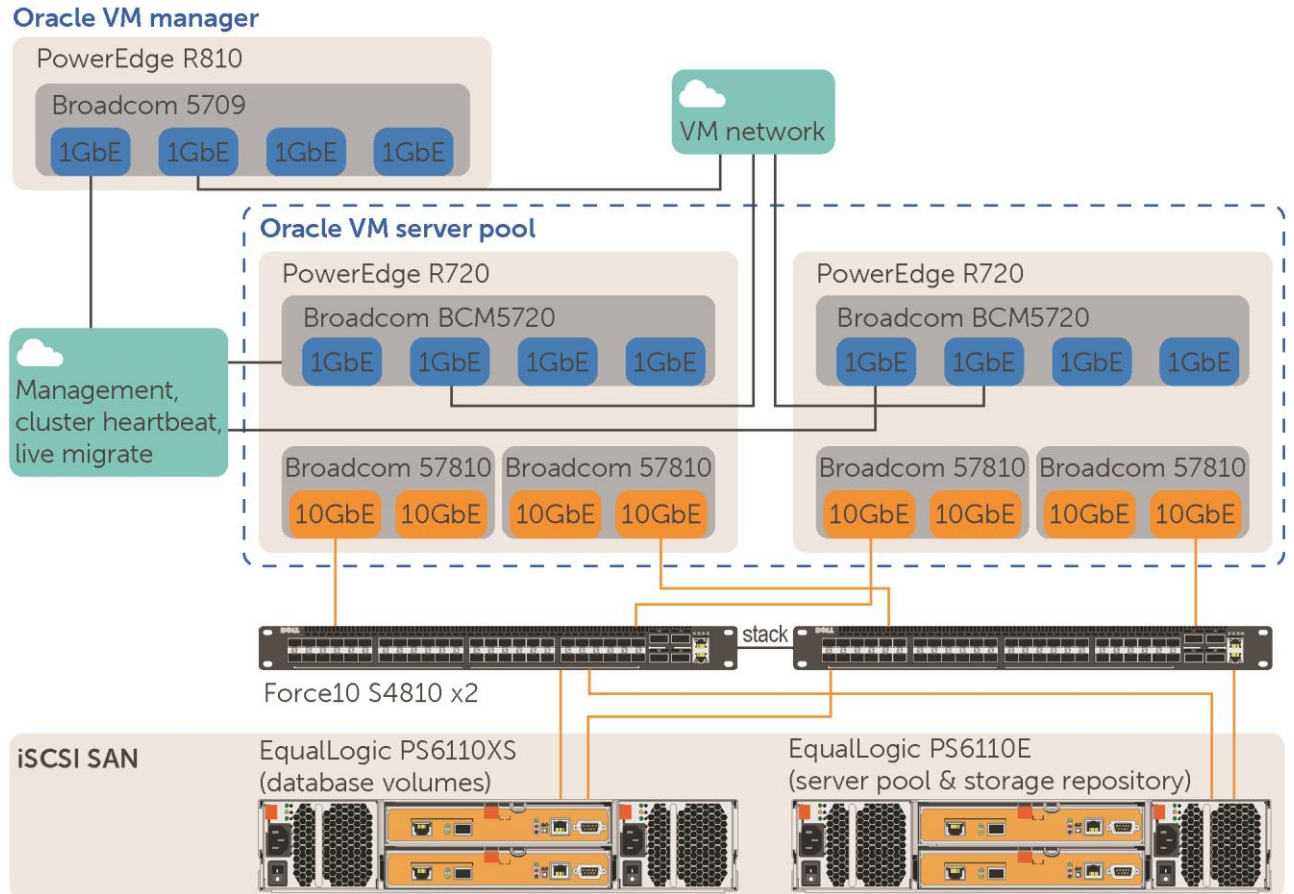 Oracle VM manager
PowerEdge R810
Broadcom 5709
1GbE 1GbE 1GbE 1GbE
VM network
Oracle VM server pool
PowerEdge R720
Broadcom BCM5720
1GbE 1GbE 1GbE 1GbE
Broadcom 57810
10GbE 10GbE
Broadcom 57810
10GbE 10GbE
PowerEdge R720
Broadcom BCM5720
1GbE 1GbE 1GbE 1GbE
Broadcom 57810
10GbE 10GbE
Broadcom 57810
10GbE 10GbE
Management,
cluster heartbeat,
live migrate
DELL
stack
DELL
Force10 S4810 x2
iSCSI SAN
EqualLogic PS6110XS
(database volumes)
EqualLogic PS6110E
(server pool & storage repository)